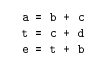 a = b + c
t = c + d
e = t + b